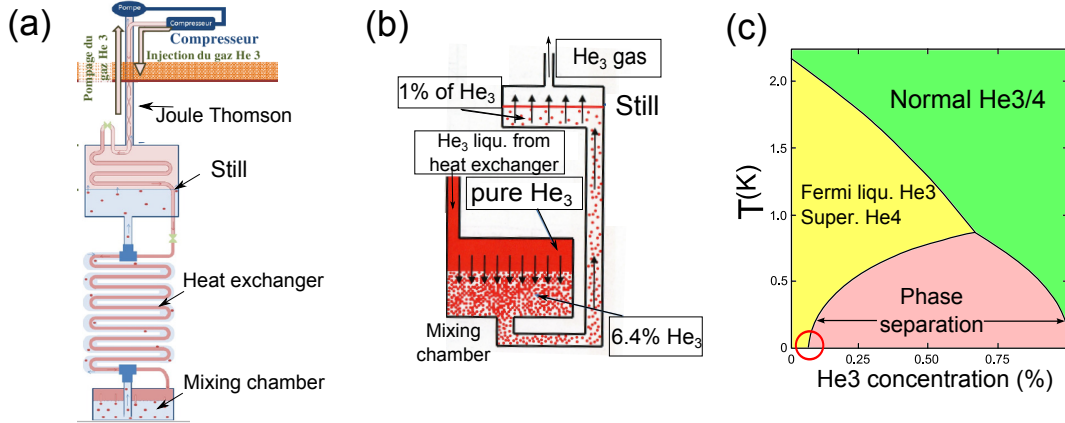 (a)
Pompe
Compresseur
Compresseur
Injection du gaz He 3
Pompage du
gaz He 3
Joule Thomson
Still
Heat exchanger
Mixing chamber
(b)
He3 gas
1% of He3
Still
He3 liqu. from
heat exchanger
pure He3
Mixing
chamber
6.4% He3
(c)
2.0
1.5
1.0
0.5
0
T(K)
Normal He3/4
Fermi liqu. He3
Super. He4
Phase
separation
0 0.25 0.50 0.75
He3 concentration (%)